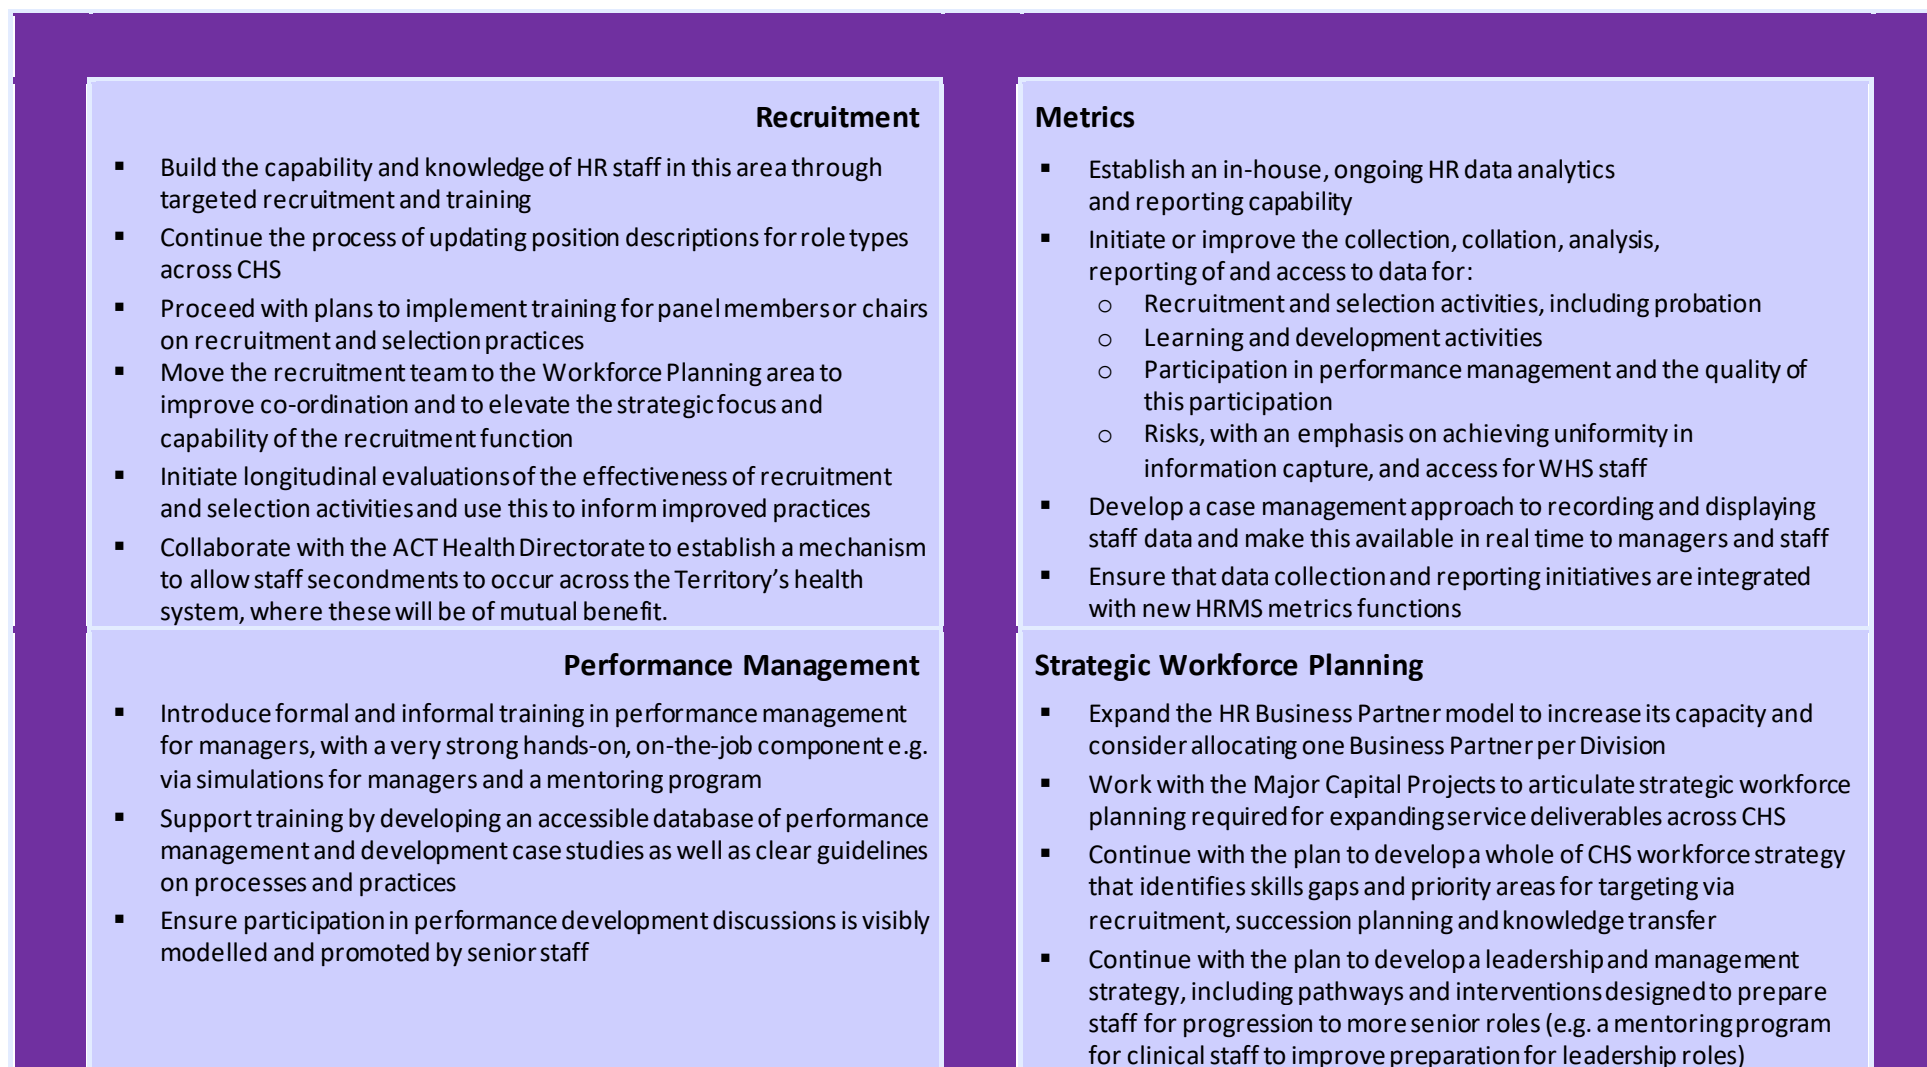 Recruitment
▪ Build the capability and knowledge of HR staff in this area through
targeted recruitment and training
▪ Continue the process of updating position descriptions for role types
across CHS
▪ Proceed with plans to implement training for panel members or chairs
on recruitment and selection practices
▪ Move the recruitment team to the Workforce Planning area to
improve co-ordination and to elevate the strategic focus and
capability of the recruitment function
▪ Initiate longitudinal evaluations of the effectiveness of recruitment
and selection activities and use this to inform improved practices
▪ Collaborate with the ACT Health Directorate to establish a mechanism
to allow staff secondments to occur across the Territory’s health
system, where these will be of mutual benefit.
Metrics
▪ Establish an in-house, ongoing HR data analytics
and reporting capability
▪ Initiate or improve the collection, collation, analysis,
reporting of and access to data for:
o Recruitment and selection activities, including probation
o Learning and development activities
o Participation in performance management and the quality of
this participation
o Risks, with an emphasis on achieving uniformity in
information capture, and access for WHS staff
▪ Develop a case management approach to recording and displaying
staff data and make this available in real time to managers and staff
▪ Ensure that data collection and reporting initiatives are integrated
with new HRMS metrics functions
Performance Management
▪ Introduce formal and informal training in performance management
for managers, with a very strong hands-on, on-the-job component e.g.
via simulations for managers and a mentoring program
▪ Support training by developing an accessible database of performance
management and development case studies as well as clear guidelines
on processes and practices
▪ Ensure participation in performance development discussions is visibly
modelled and promoted by senior staff
Strategic Workforce Planning
▪ Expand the HR Business Partner model to increase its capacity and
consider allocating one Business Partner per Division
▪ Work with the Major Capital Projects to articulate strategic workforce
planning required for expanding service deliverables across CHS
▪ Continue with the plan to develop a whole of CHS workforce strategy
that identifies skills gaps and priority areas for targeting via
recruitment, succession planning and knowledge transfer
▪ Continue with the plan to develop a leadership and management
strategy, including pathways and interventions designed to prepare
staff for progression to more senior roles (e.g. a mentoring program
for clinical staff to improve preparation for leadership roles)